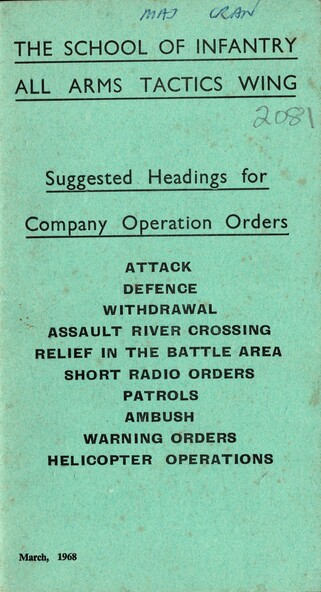 MAJ CRAN
THE SCHOOL OF INFANTRY
ALL ARMS TACTICS WING
2081
Suggested Headings for
Company Operation Orders
ATTACK
DEFENCE
WITHDRAWAL
ASSAULT RIVER CROSSING
RELIEF IN THE BATTLE AREA
SHORT RADIO ORDERS
PATROLS
AMBUSH
WARNING ORDERS
HELICOPTER OPERATIONS
March, 1968